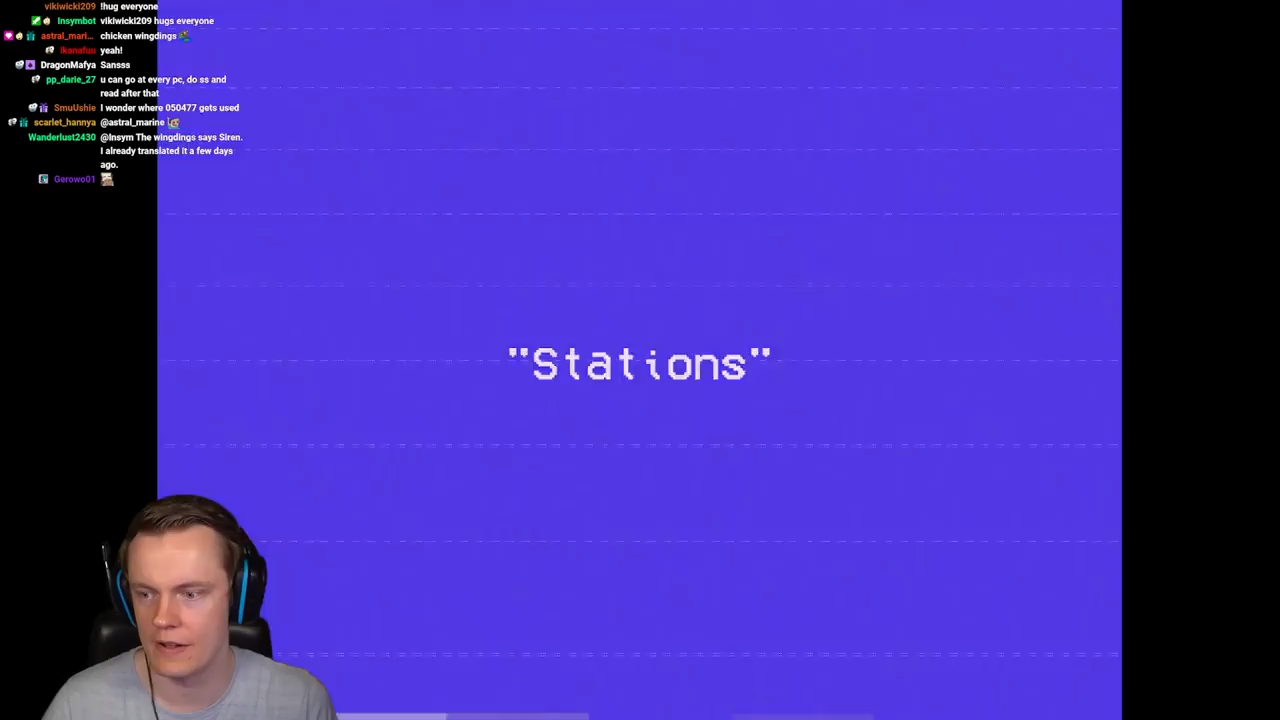 vikiwicki209 !hug everyone
Insymbot vikiwicki209 hugs everyone
astral_mari... chicken wingdings
Ikanafuu yeah!
DragonMafya Sansss
pp_darie_27 u can go at every pc, do ss and
read after that
SmuUshie I wonder where 050477 gets used
scarlet_hannya @astral_marine
Wanderlust2430 @Insym The wingdings says Siren.
I already translated it a few days
ago.
Gerowo01
"Stations"